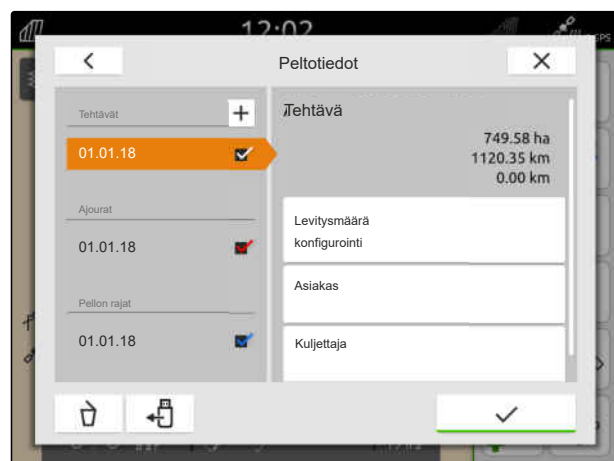 12:02
Peltotiedot
Tehtävät
01.01.18
Ajourat
01.01.18
Pellon rajat
01.01.18
Tehtävä
749.58 ha
1120.35 km
0.00 km
Levitysmäärä
konfigurointi
Asiakas
Kuljettaja